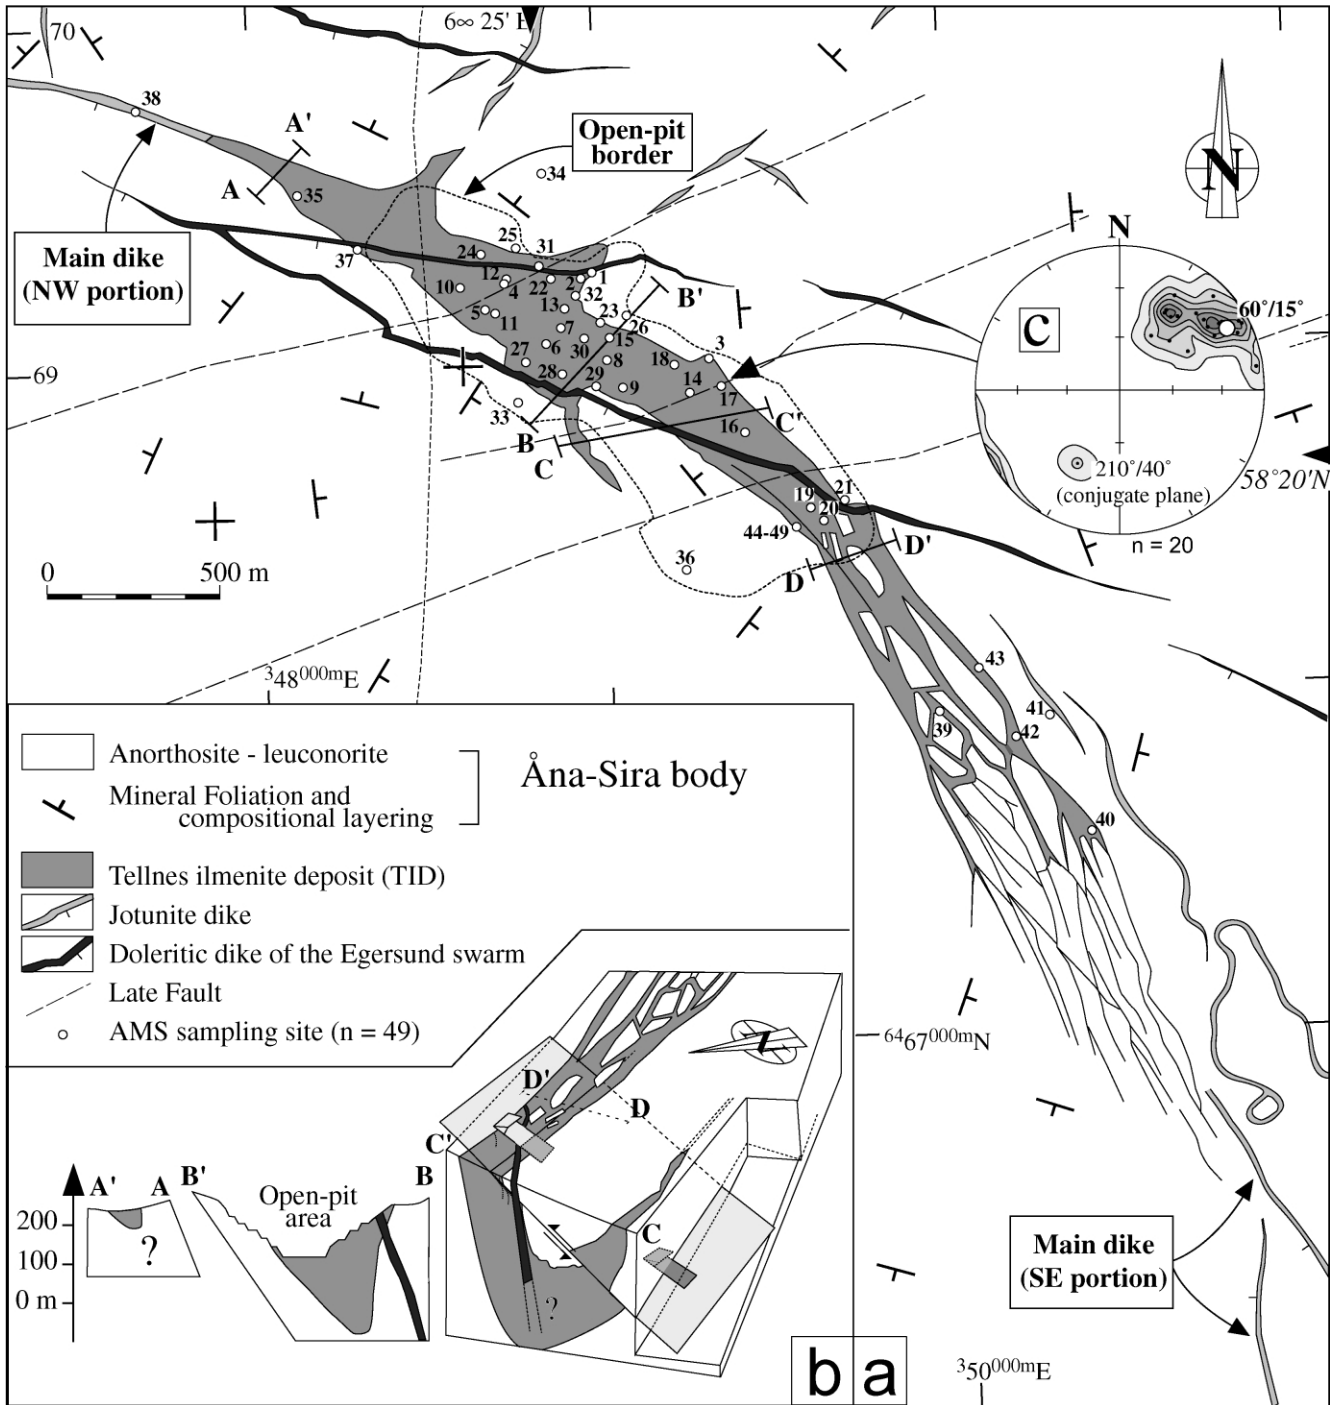 70
6∞ 25' E
38
A'
Open-pit
border
34
A
35
Main dike
(NW portion)
37
24
25
31
12
4
22
2
1
10
13
32
B'
5
11
7
23
26
6
30
15
3
27
8
18
28
29
9
14
17
69
33
B
C
16
C'
19
21
20
44-49
D'
D
36
0
500 m
348000mE
N
N
60˚/15˚
C
210˚/40˚
(conjugate plane)
n = 20
58°20'N
43
41
39
42
40
Anorthosite - leuconorite
Mineral Foliation and
compositional layering
Åna-Sira body
Tellnes ilmenite deposit (TID)
Jotunite dike
Doleritic dike of the Egersund swarm
Late Fault
AMS sampling site (n = 49)
6467000mN
N
D'
D
C'
C
?
A'
A
B'
B
Open-pit
area
200
100
0 m
?
Main dike
(SE portion)
b
a
350000mE